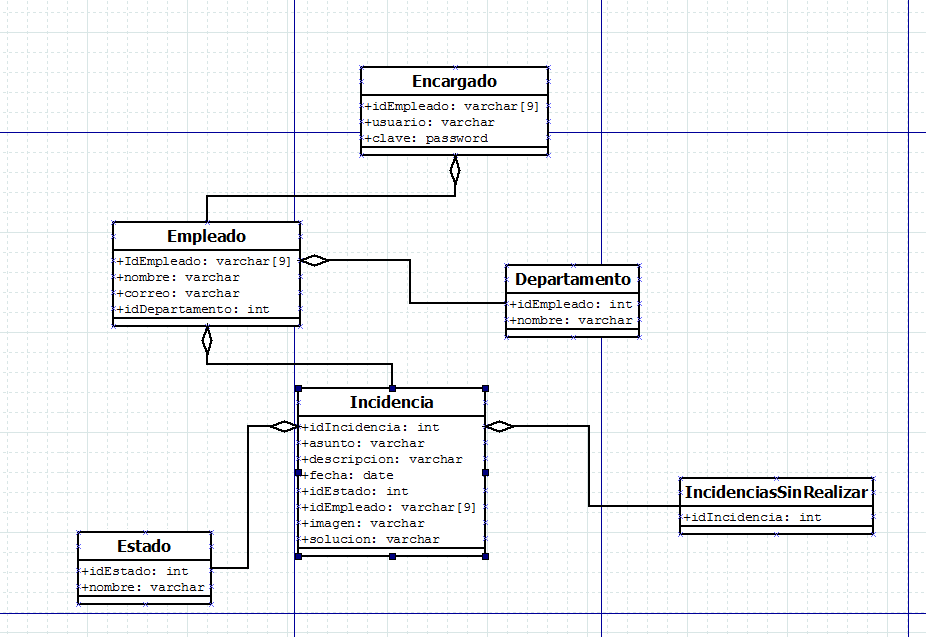 Encargado
+idEmpleado: varchar[9]
+usuario: varchar
+clave: password
Empleado
+IdEmpleado: varchar[9]
+nombre: varchar
+correo: varchar
+idDepartamento: int
Departamento
+idEmpleado: int
+nombre: varchar
Incidencia
+idIncidencia: int
+asunto: varchar
+descripcion: varchar
+fecha: date
+idEstado: int
+idEmpleado: varchar[9]
+imagen: varchar
+solucion: varchar
IncidenciasSinRealizar
+idIncidencia: int
Estado
+idEstado: int
+nombre: varchar